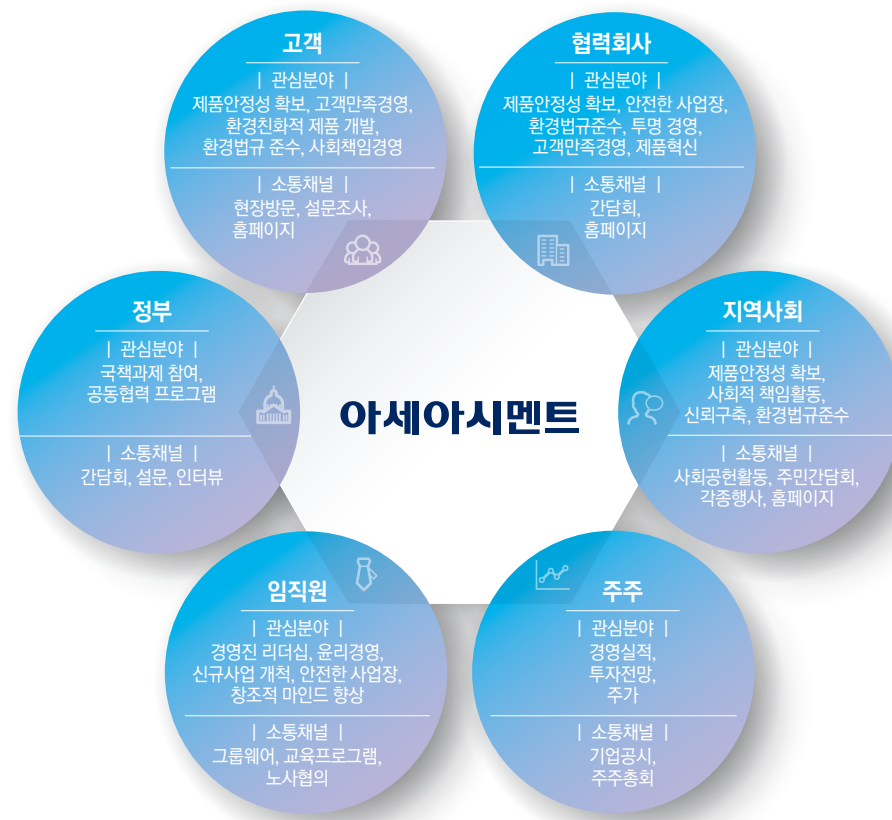 고객
| 관심분야 |
제품안정성 확보, 고객만족경영,
환경친화적 제품 개발,
환경법규 준수, 사회책임경영
| 소통채널 |
현장방문, 설문조사,
홈페이지
협력회사
| 관심분야 |
제품안정성 확보, 안전한 사업장,
환경법규준수, 투명 경영,
고객만족경영, 제품혁신
| 소통채널 |
간담회,
홈페이지
정부
| 관심분야 |
국책과제 참여,
공동협력 프로그램
| 소통채널 |
간담회, 설문, 인터뷰
아세아시멘트
지역사회
| 관심분야 |
제품안정성 확보,
사회적 책임활동,
신뢰구축, 환경법규준수
| 소통채널 |
사회공헌활동, 주민간담회,
각종행사, 홈페이지
임직원
| 관심분야 |
경영진 리더십, 윤리경영,
신규사업 개척, 안전한 사업장,
창조적 마인드 향상
| 소통채널 |
그룹웨어, 교육프로그램,
노사협의
주주
| 관심분야 |
경영실적,
투자전망,
주가
| 소통채널 |
기업공시,
주주총회